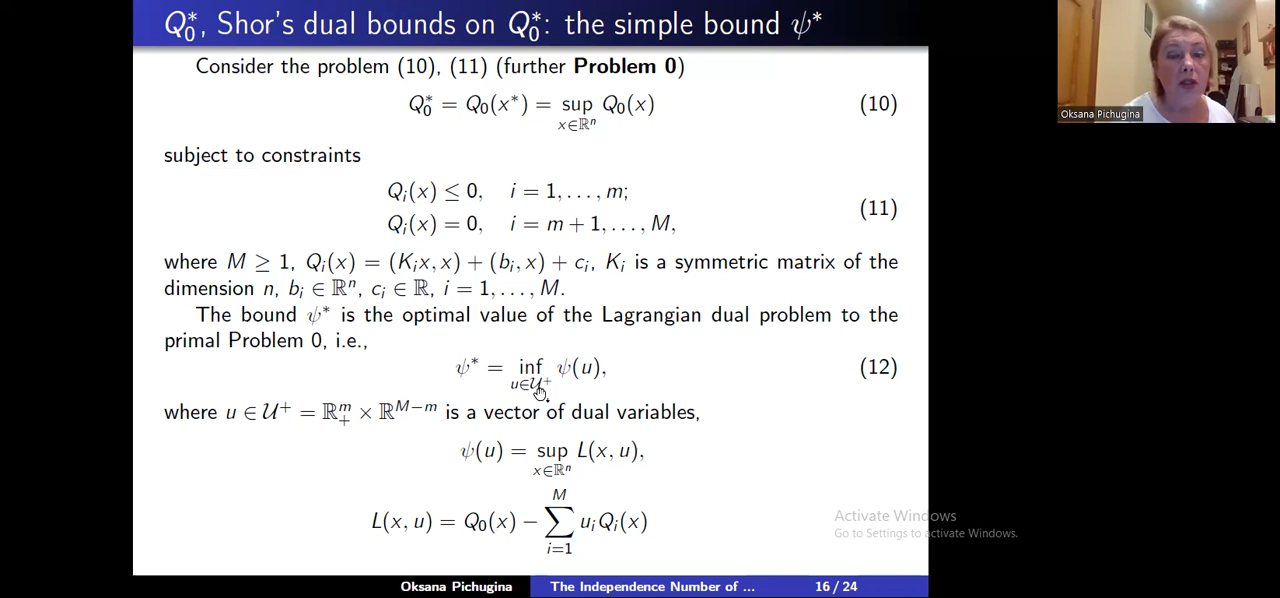 Q₀*, Shor's dual bounds on Q₀*: the simple bound ψ*
Consider the problem (10), (11) (further Problem 0)
Q₀* = Q₀(x*) = sup Q₀(x) (10)
x∈ℝⁿ
subject to constraints
Qᵢ(x) ≤ 0, i = 1, . . . , m;
(11)
Qᵢ(x) = 0, i = m + 1, . . . , M,
where M ≥ 1, Qᵢ(x) = (Kᵢx, x) + (bᵢ, x) + cᵢ, Kᵢ is a symmetric matrix of the
dimension n, bᵢ ∈ ℝⁿ, cᵢ ∈ ℝ, i = 1, . . . , M.
The bound ψ* is the optimal value of the Lagrangian dual problem to the
primal Problem 0, i.e.,
ψ* = inf ψ(u), (12)
u∈𝒰⁺
where u ∈ 𝒰⁺ = ℝ₊ᵐ × ℝᴹ⁻ᵐ is a vector of dual variables,
ψ(u) = sup L(x, u),
x∈ℝⁿ
M
L(x, u) = Q₀(x) − ∑ uᵢQᵢ(x)
i=1
Oksana Pichugina The Independence Number of ... 16 / 24
Oksana Pichugina
Activate Windows
Go to Settings to activate Windows.